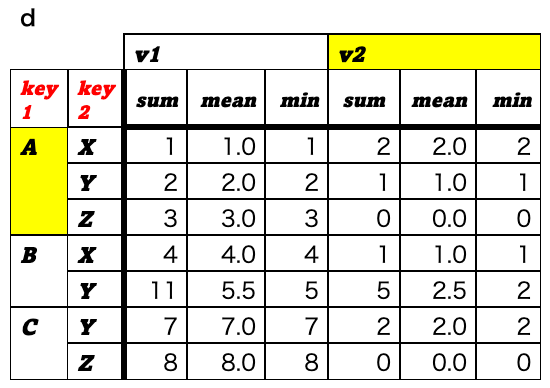 d
v1 v2
key 1 key 2 sum mean min sum mean min
A X 1 1.0 1 2 2.0 2
Y 2 2.0 2 1 1.0 1
Z 3 3.0 3 0 0.0 0
B X 4 4.0 4 1 1.0 1
Y 11 5.5 5 5 2.5 2
C Y 7 7.0 7 2 2.0 2
Z 8 8.0 8 0 0.0 0